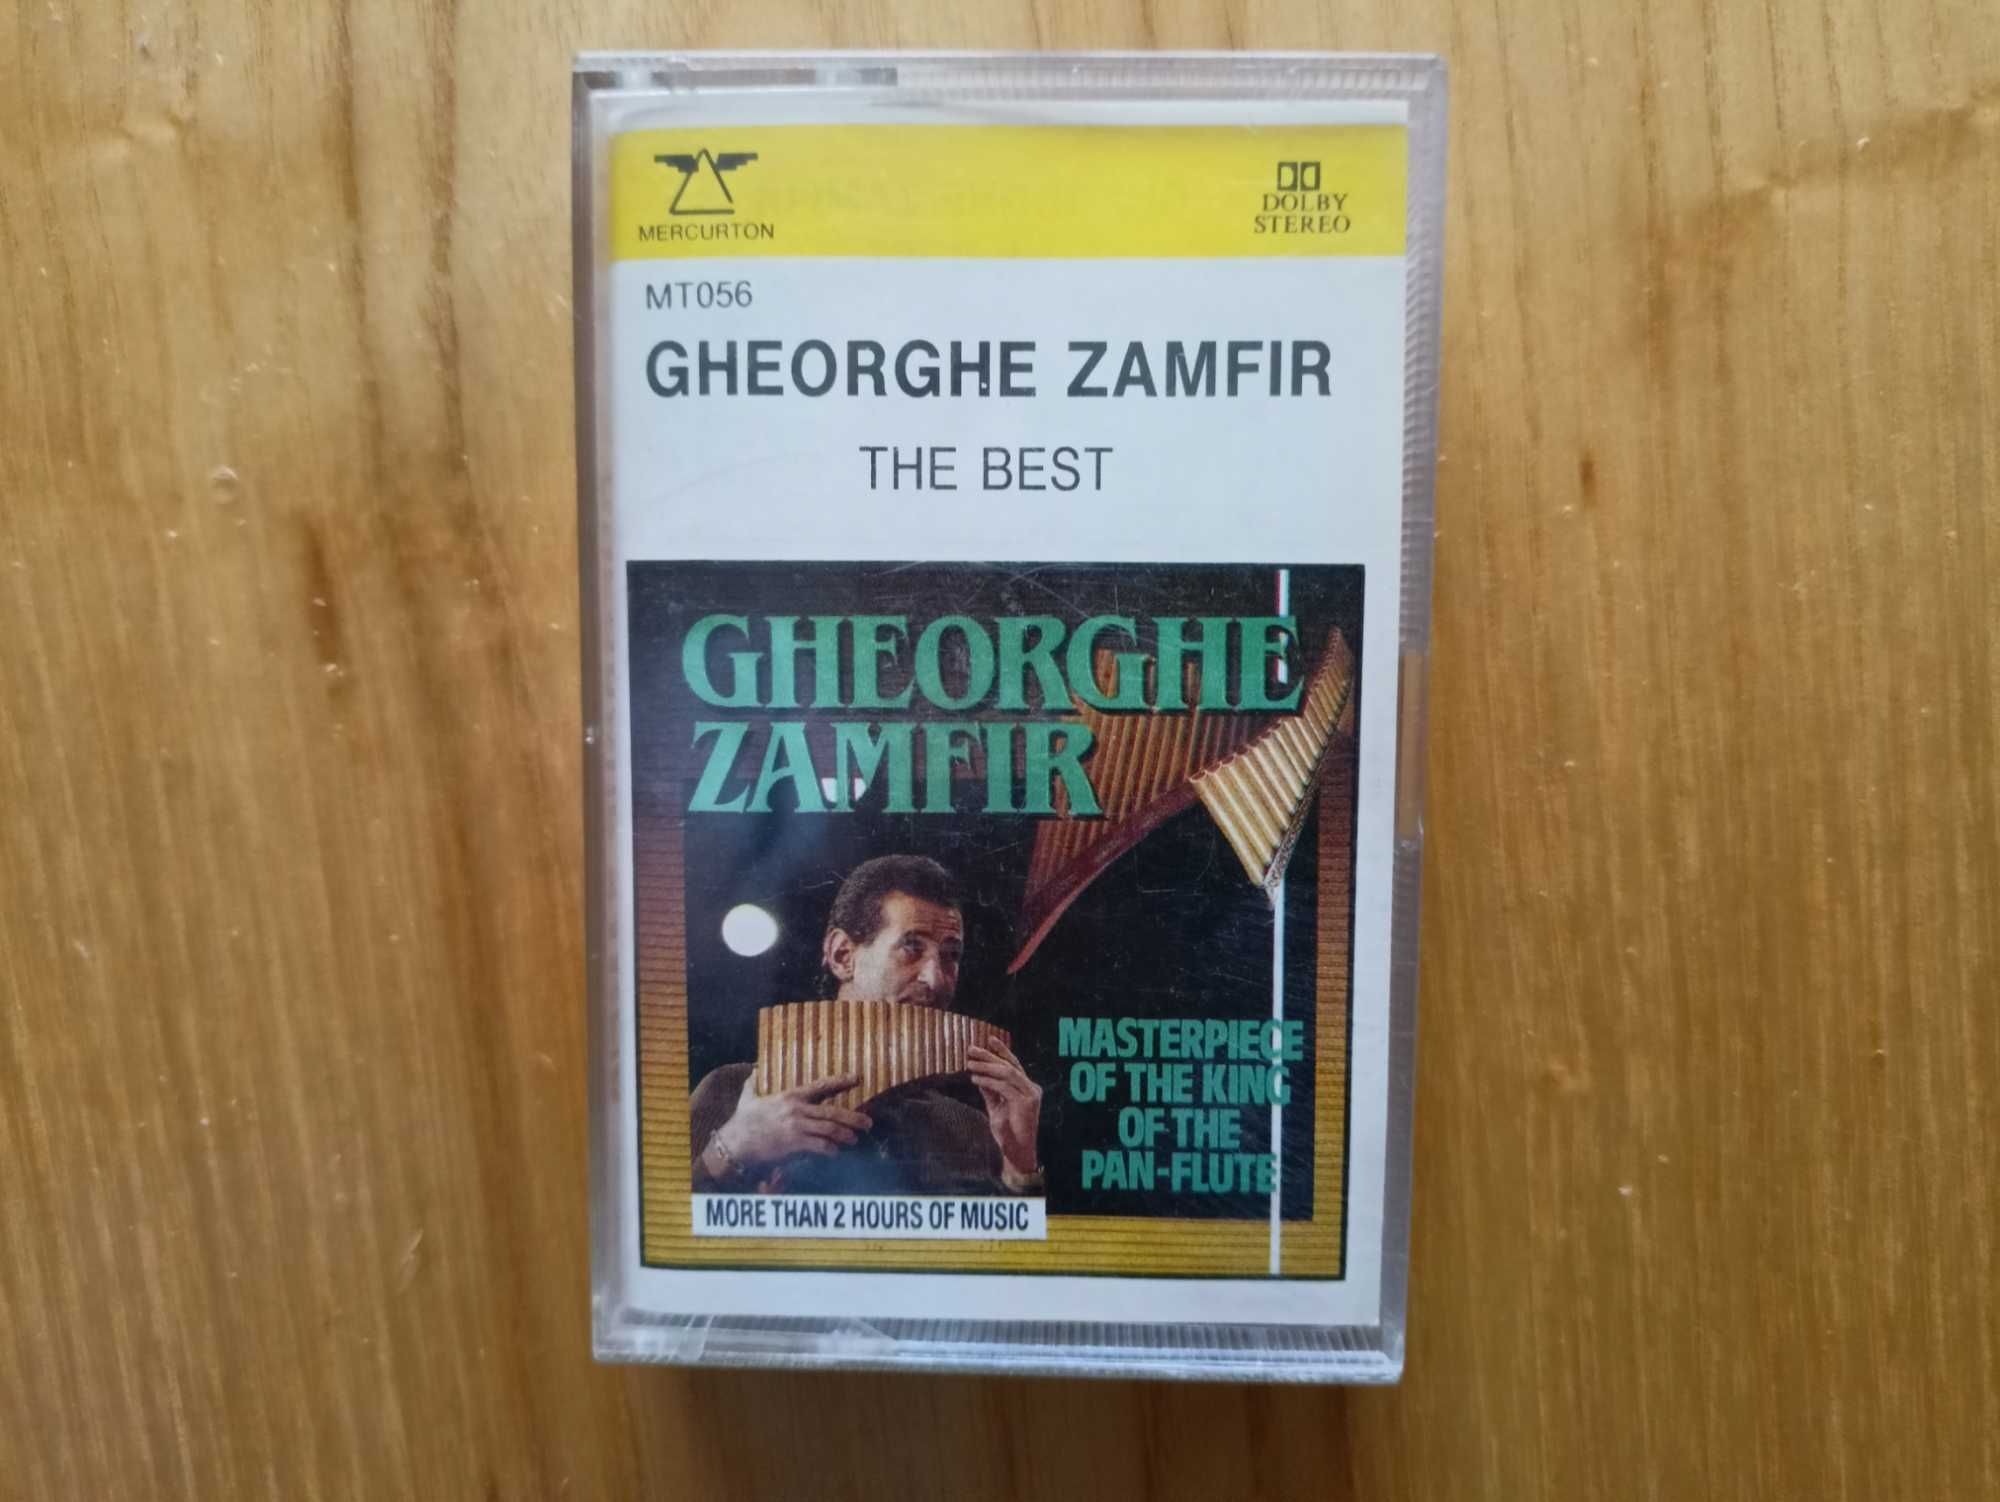 MERCURTON
DOLBY
STEREO
MT056
GHEORGHE ZAMFIR
THE BEST
GHEORGHE
ZAMFIR
MASTERPIECE
OF THE KING
OF THE
PAN-FLUTE
MORE THAN 2 HOURS OF MUSIC